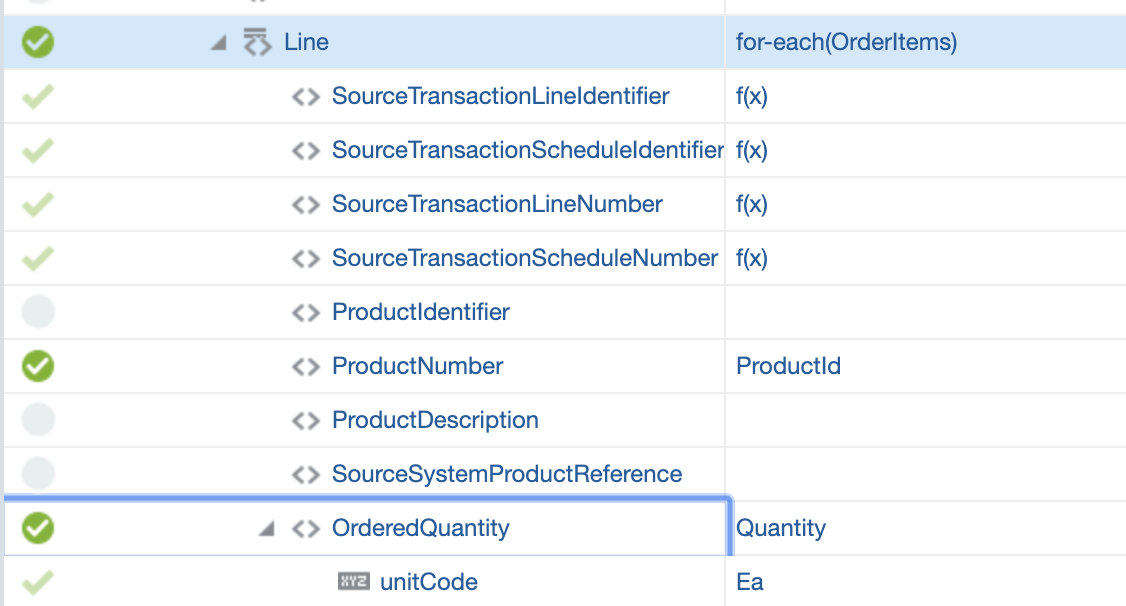 Line for-each(OrderItems)
SourceTransactionLineIdentifier f(x)
SourceTransactionScheduleIdentifier f(x)
SourceTransactionLineNumber f(x)
SourceTransactionScheduleNumber f(x)
ProductIdentifier
ProductNumber ProductId
ProductDescription
SourceSystemProductReference
OrderedQuantity Quantity
XYZ unitCode Ea